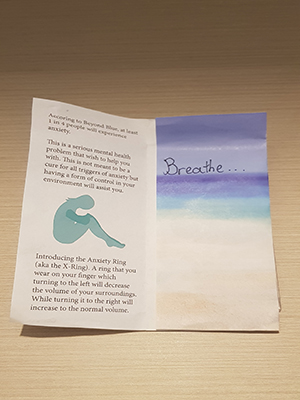 Accoring to Beyond Blue, at least
1 in 4 people will experience
anxiety.
This is a serious mental health
problem that wish to help you
with. This is not meant to be a
cure for all triggers of anxiety but
having a form of control in your
environment will assist you.
Introducing the Anxiety Ring
(aka the X-Ring). A ring that you
wear on your finger which
turning to the left will decrease
the volume of your surroundings.
While turning it to the right will
increase to the normal volume.
Breathe...